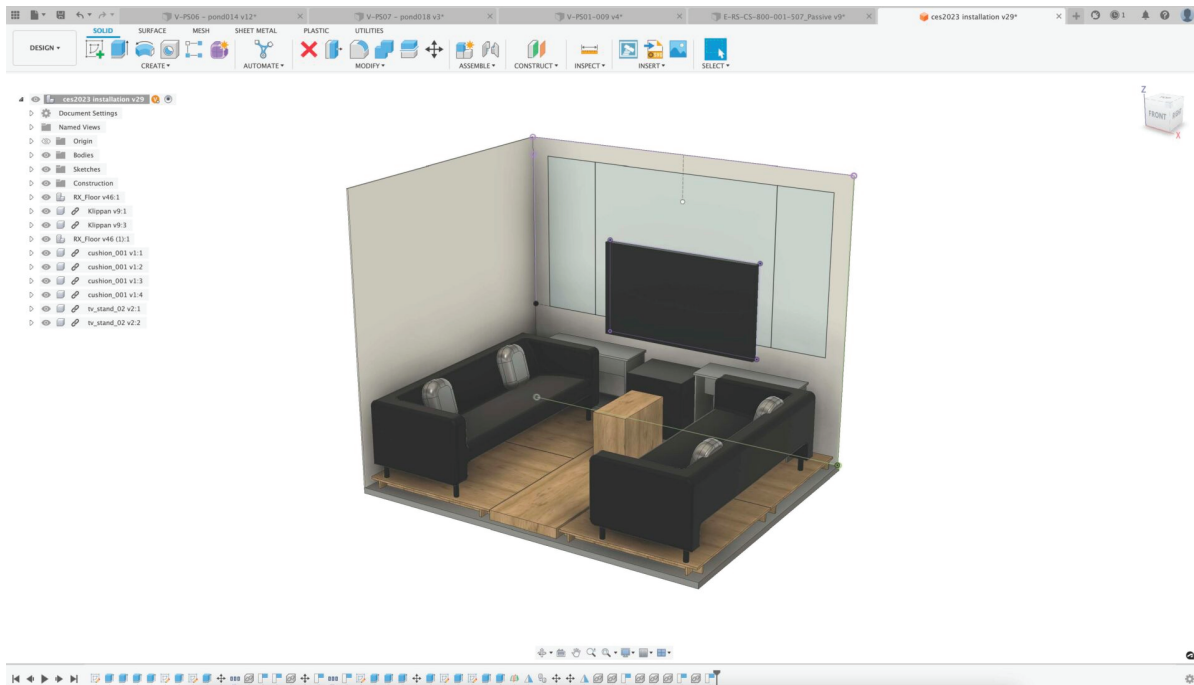 V-PS06 - pond014 v12*
V-PS07 - pond018 v3*
V-PS01-009 v4*
E-RS-CS-800-001-507_Passive v9*
ces2023 installation v29*
1
SOLID SURFACE MESH SHEET METAL PLASTIC UTILITIES
DESIGN
CREATE AUTOMATE MODIFY ASSEMBLE CONSTRUCT INSPECT INSERT SELECT
ces2023 installation v29
Document Settings
Named Views
Origin
Bodies
Sketches
Construction
RX_Floor v46:1
Klippan v9:1
Klippan v9:3
RX_Floor v46 (1):1
cushion_001 v1:1
cushion_001 v1:2
cushion_001 v1:3
cushion_001 v1:4
tv_stand_02 v2:1
tv_stand_02 v2:2
Z
FRONT
X